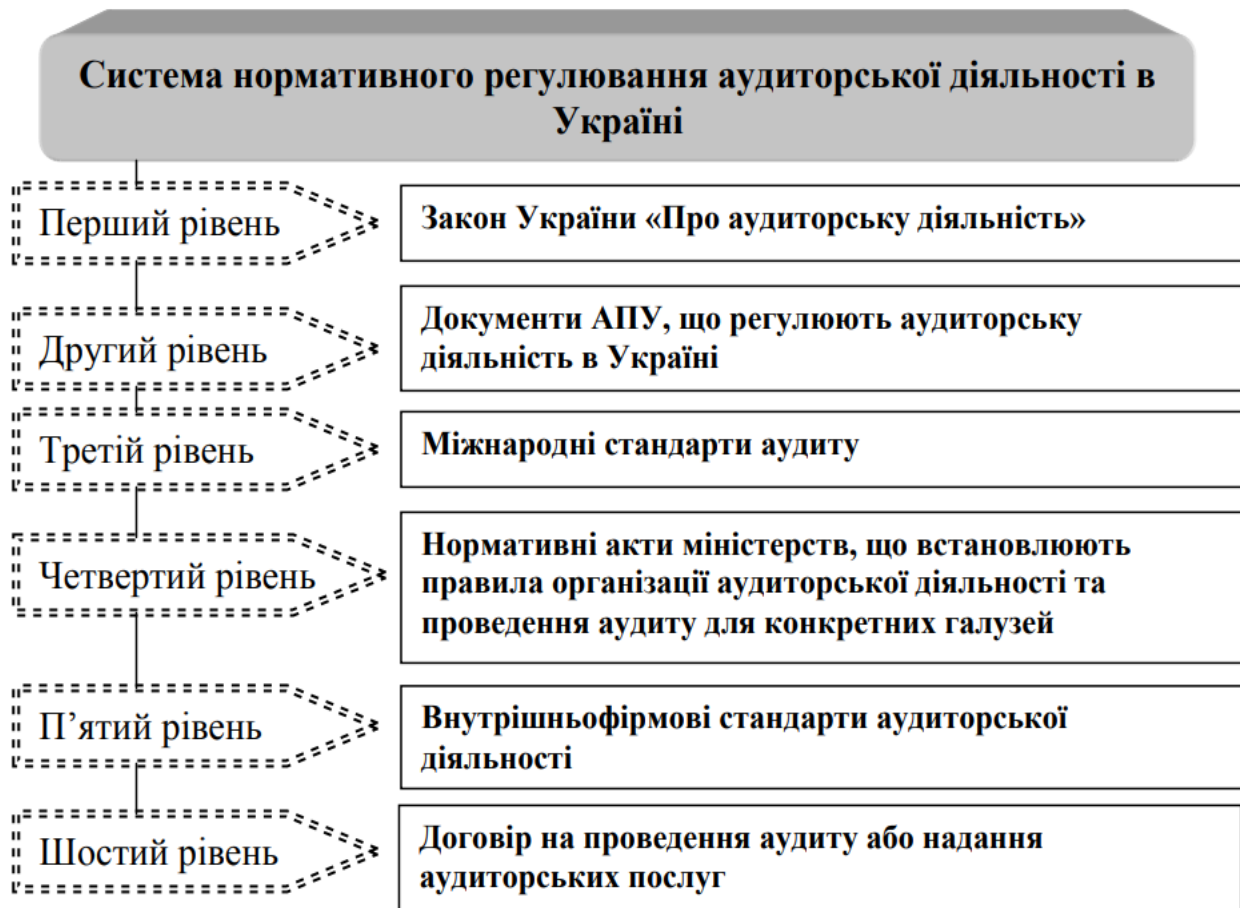 Система нормативного регулювання аудиторської діяльності в
Україні
Перший рівень
Закон України «Про аудиторську діяльність»
Другий рівень
Документи АПУ, що регулюють аудиторську
діяльність в Україні
Третій рівень
Міжнародні стандарти аудиту
Четвертий рівень
Нормативні акти міністерств, що встановлюють
правила організації аудиторської діяльності та
проведення аудиту для конкретних галузей
П’ятий рівень
Внутрішньофірмові стандарти аудиторської
діяльності
Шостий рівень
Договір на проведення аудиту або надання
аудиторських послуг